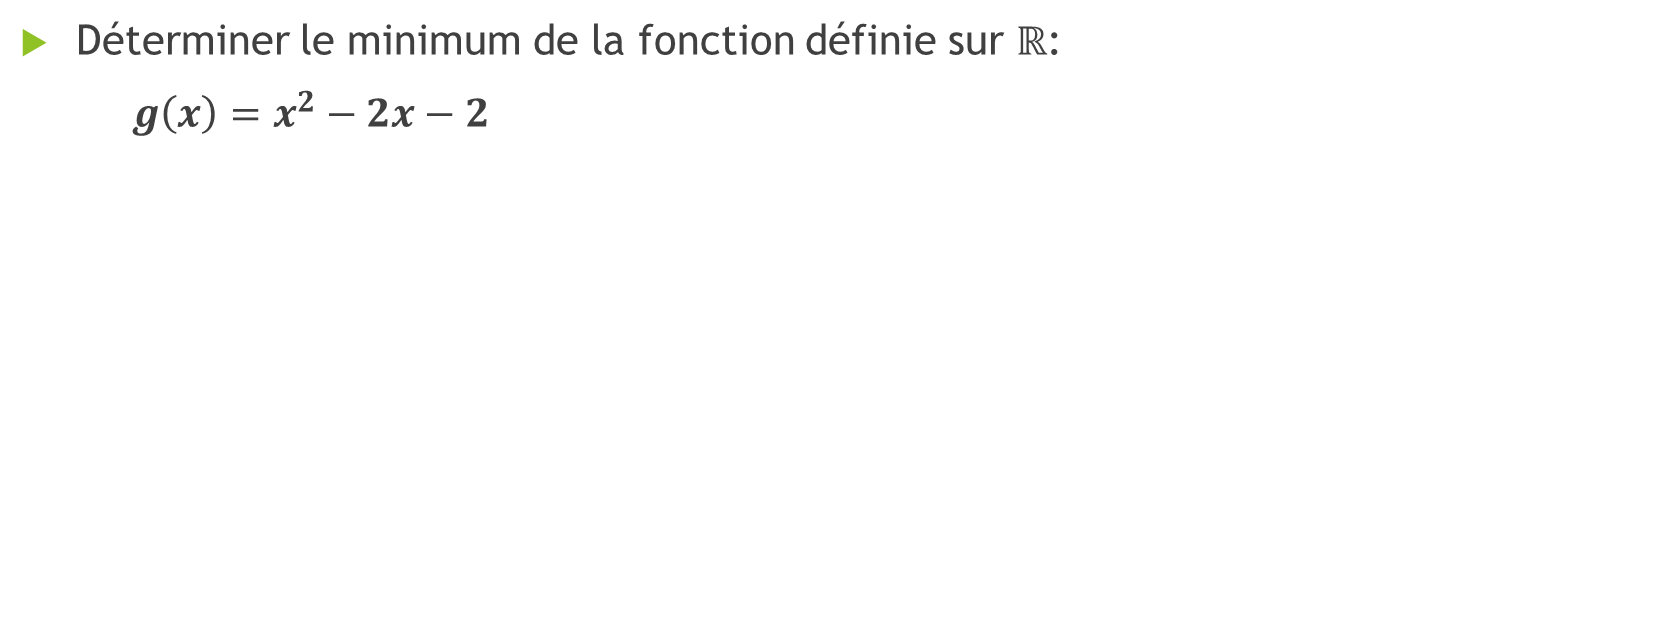 Déterminer le minimum de la fonction définie sur ℝ:
g(x) = x² − 2x − 2